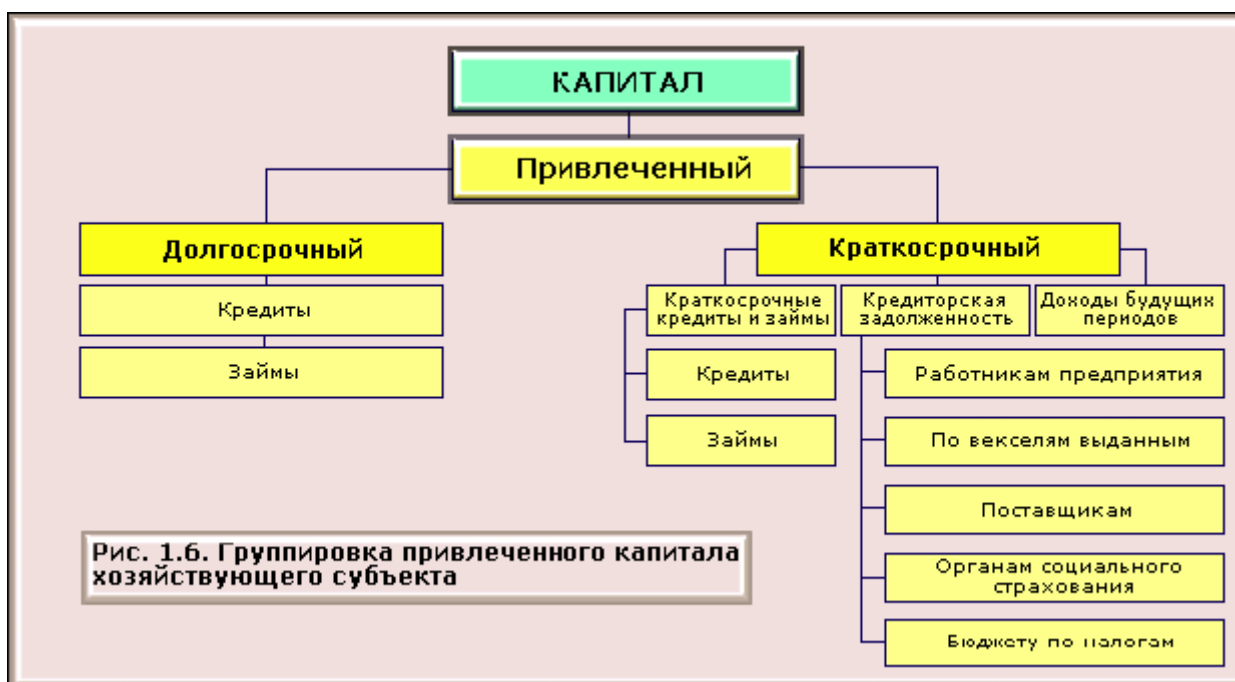 КАПИТАЛ
Привлеченный
Долгосрочный
Кредиты
Займы
Краткосрочный
Краткосрочные
кредиты и займы
Кредиты
Займы
Кредиторская
задолженность
Работникам предприятия
По векселям выданным
Поставщикам
Органам социального
страхования
Бюджету по налогам
Доходы будущих
периодов
Рис. 1.6. Группировка привлеченного капитала
хозяйствующего субъекта